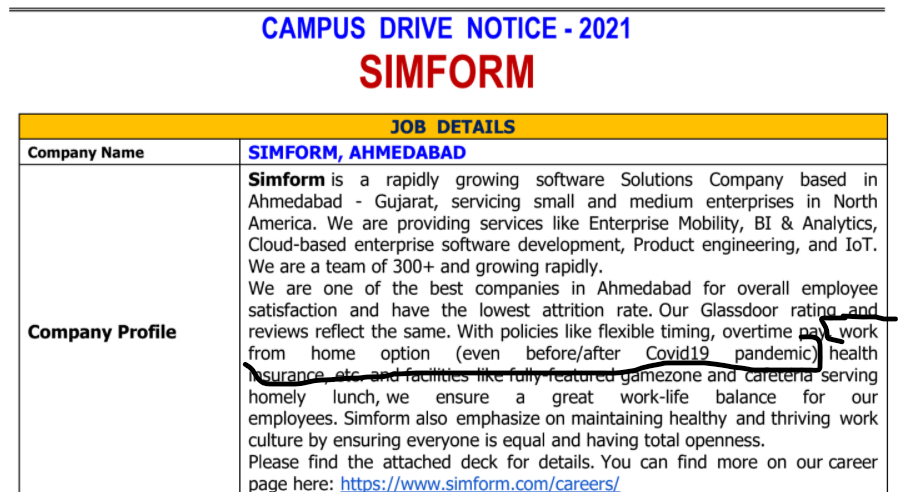 CAMPUS DRIVE NOTICE - 2021
SIMFORM
JOB DETAILS
Company Name
SIMFORM, AHMEDABAD
Company Profile
Simform is a rapidly growing software Solutions Company based in
Ahmedabad - Gujarat, servicing small and medium enterprises in North
America. We are providing services like Enterprise Mobility, BI & Analytics,
Cloud-based enterprise software development, Product engineering, and IoT.
We are a team of 300+ and growing rapidly.
We are one of the best companies in Ahmedabad for overall employee
satisfaction and have the lowest attrition rate. Our Glassdoor rating and
reviews reflect the same. With policies like flexible timing, overtime pay, work
from home option (even before/after Covid19 pandemic) health
insurance, etc. and facilities like fully-featured gamezone and cafeteria serving
homely lunch, we ensure a great work-life balance for our
employees. Simform also emphasize on maintaining healthy and thriving work
culture by ensuring everyone is equal and having total openness.
Please find the attached deck for details. You can find more on our career
page here: https://www.simform.com/careers/